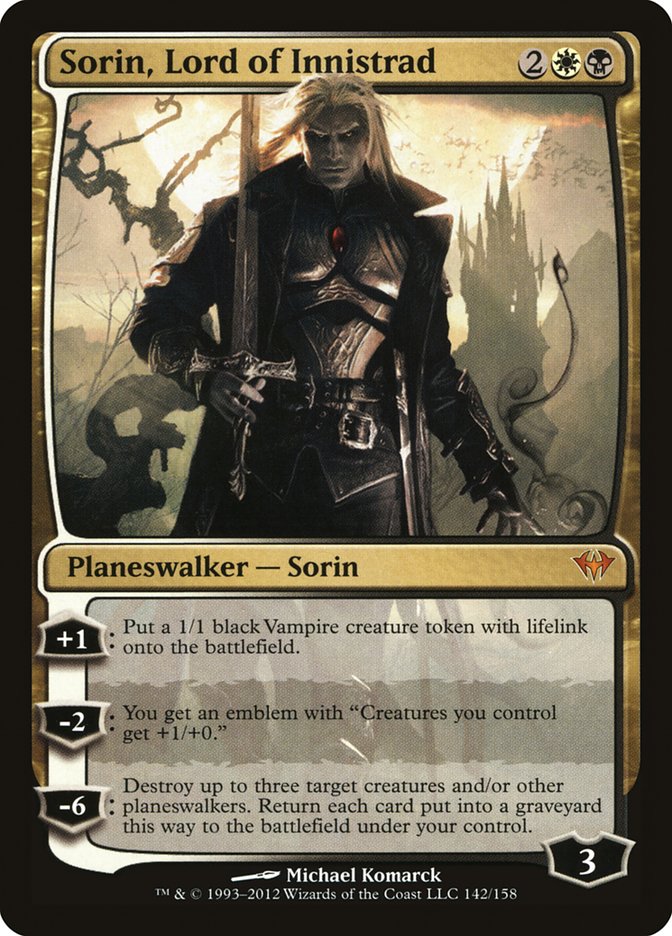 Sorin, Lord of Innistrad 2
Planeswalker — Sorin
+1: Put a 1/1 black Vampire creature token with lifelink
onto the battlefield.
-2: You get an emblem with “Creatures you control
get +1/+0.”
-6: Destroy up to three target creatures and/or other
planeswalkers. Return each card put into a graveyard
this way to the battlefield under your control.
3
Michael Komarck
™ & © 1993–2012 Wizards of the Coast LLC 142/158